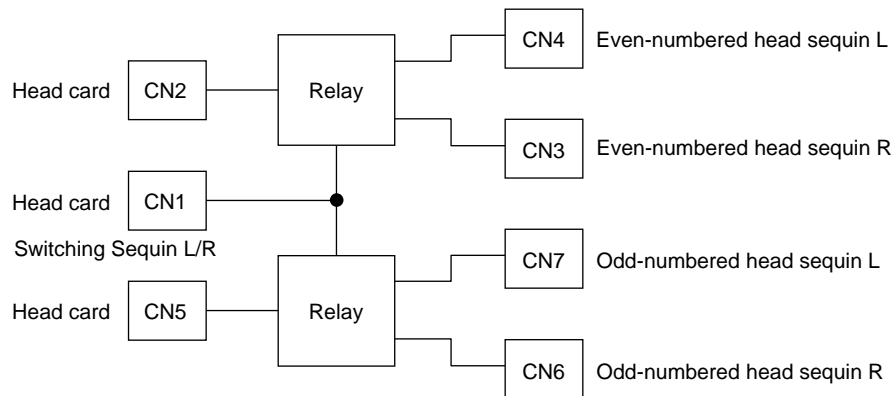 CN4 Even-numbered head sequin L
Head card CN2 Relay
CN3 Even-numbered head sequin R
Head card CN1
Switching Sequin L/R
CN7 Odd-numbered head sequin L
Head card CN5 Relay
CN6 Odd-numbered head sequin R